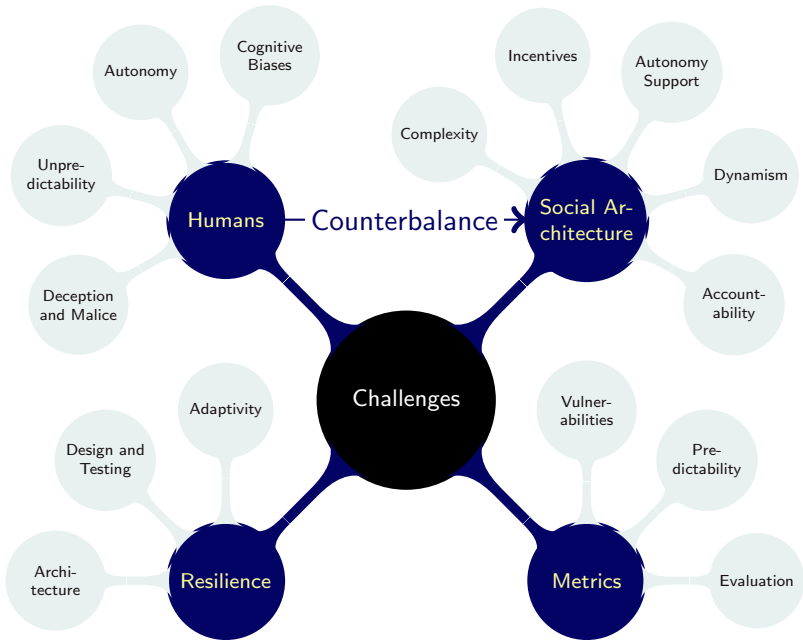 Cognitive
Biases
Autonomy
Incentives
Autonomy
Support
Complexity
Unpre-
dictability
Dynamism
Humans
Counterbalance
Social Ar-
chitecture
Deception
and Malice
Account-
ability
Challenges
Adaptivity
Vulner-
abilities
Design and
Testing
Pre-
dictability
Archi-
tecture
Resilience
Metrics
Evaluation